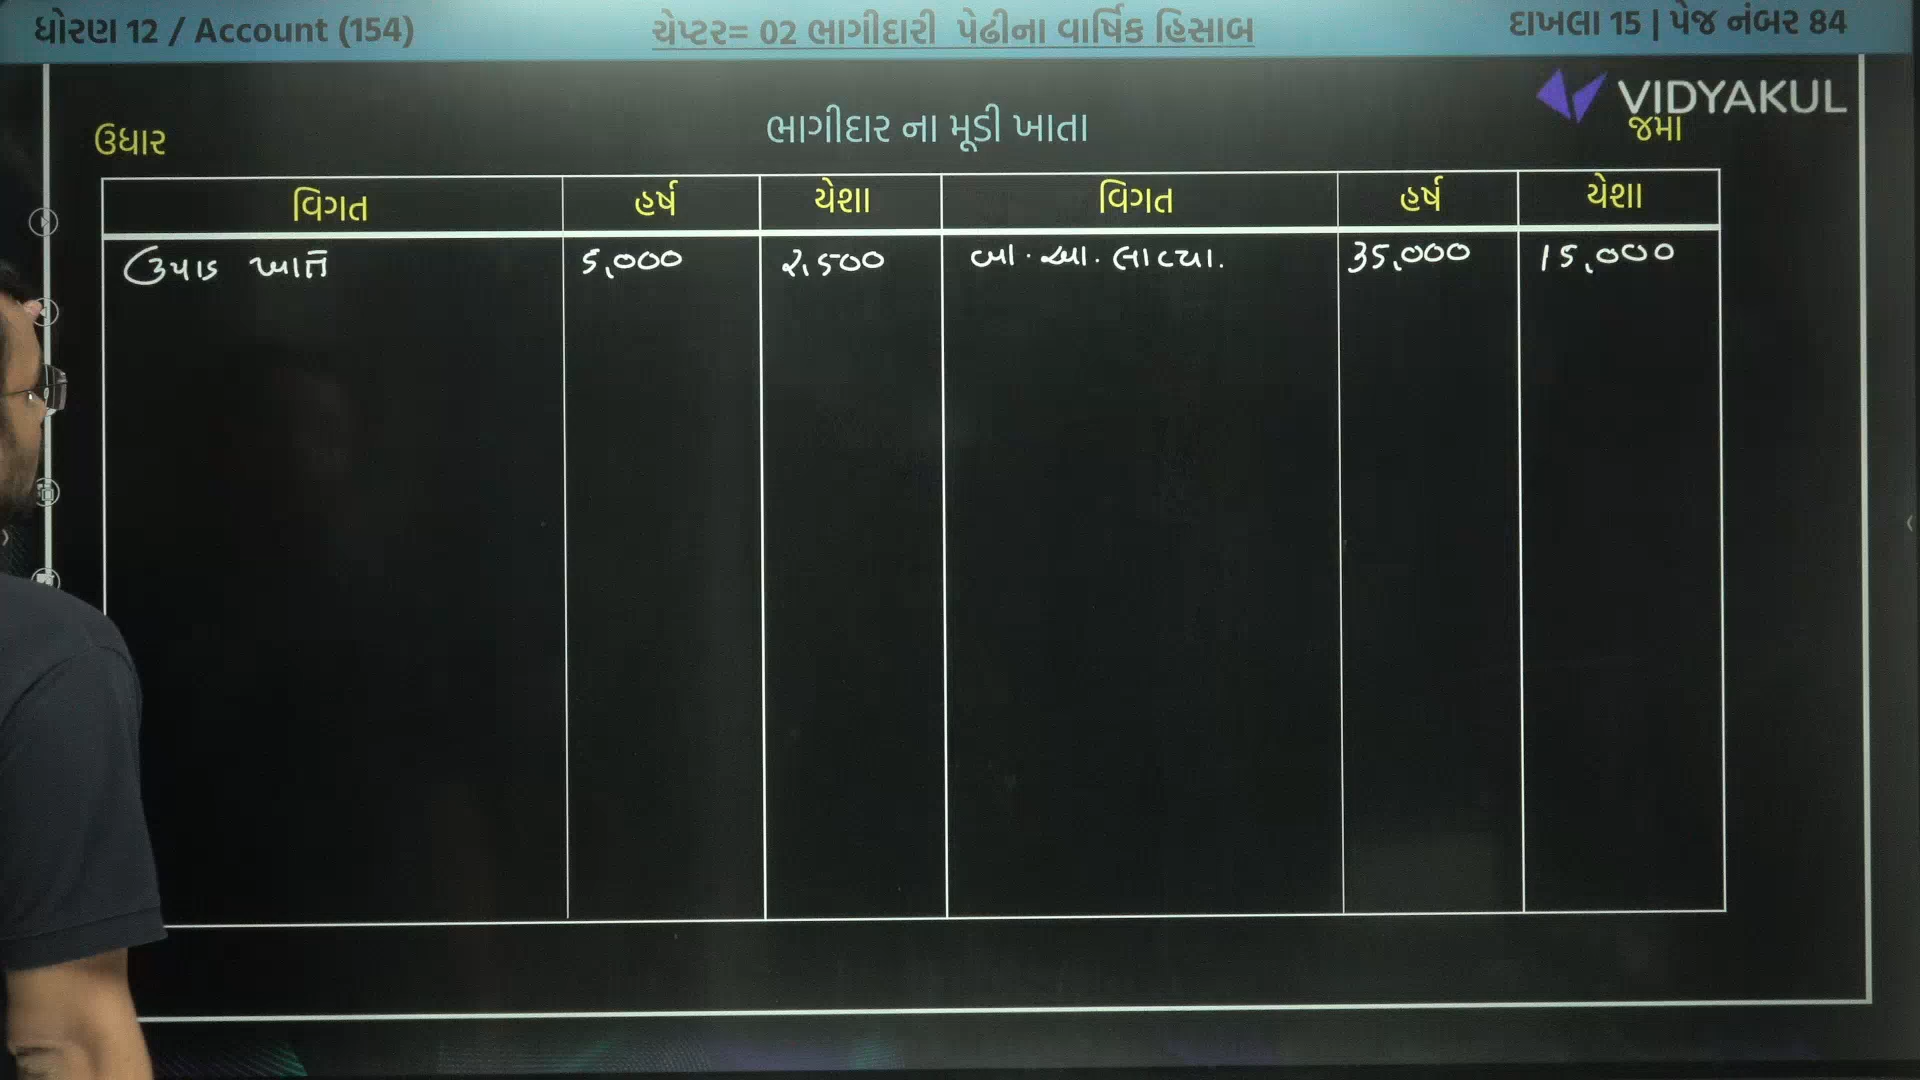 ધોરણ 12 / Account (154) ચેપ્ટર= 02 ભાગીદારી પેઢીના વાર્ષિક હિસાબ દાખલા 15 | પેજ નંબર 84
VIDYAKUL
ઉધાર ભાગીદાર ના મૂડી ખાતા જમા
વિગત હર્ષ યેશા વિગત હર્ષ યેશા
ઉપાડ ખાતે 5,000 2,500 બા. આ. લાવ્યા. 35,000 15,000